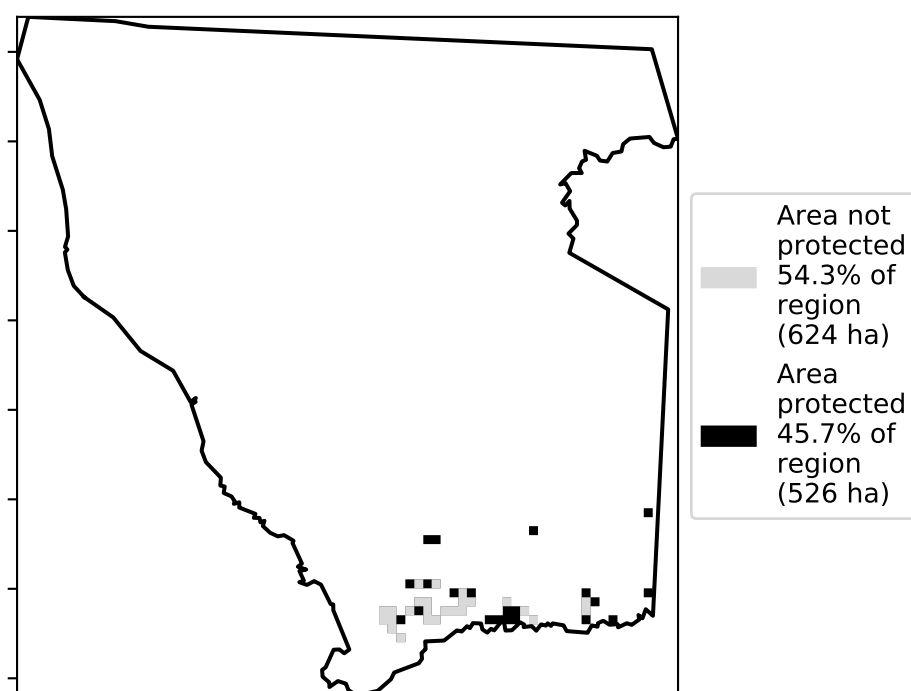 Area not
protected
54.3% of
region
(624 ha)
Area
protected
45.7% of
region
(526 ha)